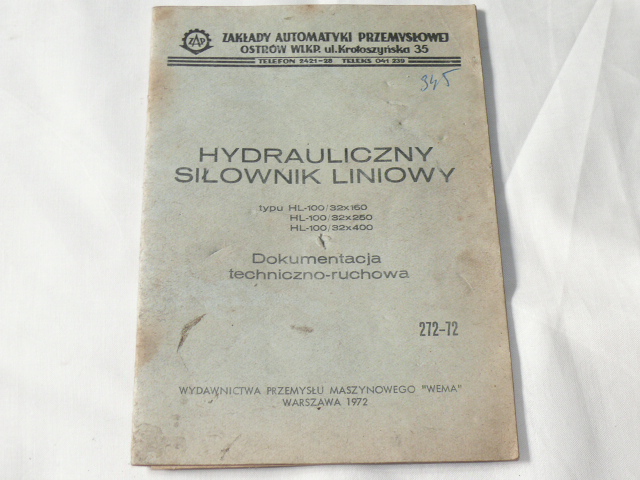 ZAP
ZAKŁADY AUTOMATYKI PRZEMYSŁOWEJ
OSTRÓW WLKP. ul. Krotoszyńska 35
TELEFON 2421-28 TELEKS 041 239
345
HYDRAULICZNY
SIŁOWNIK LINIOWY
typu HL-100/32x160
HL-100/32x250
HL-100/32x400
Dokumentacja
techniczno-ruchowa
272-72
WYDAWNICTWA PRZEMYSŁU MASZYNOWEGO "WEMA"
WARSZAWA 1972